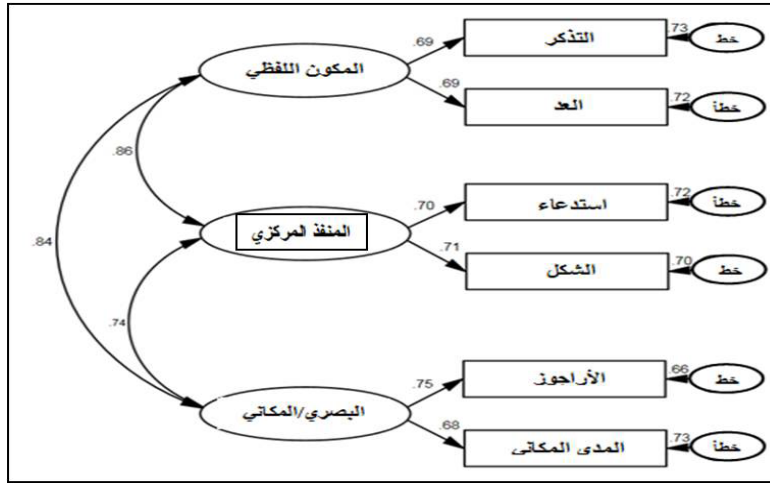 المكون اللفظي
.69
التذكر
.73
خط
.69
العد
.72
خطأ
.86
المنفذ المركزي
.70
استدعاء
.72
خطأ
.71
الشكل
.70
خط
.84
.74
البصري/المكاني
.75
الأراجوز
.66
خط
.68
المدى المكاني
.73
خطأ